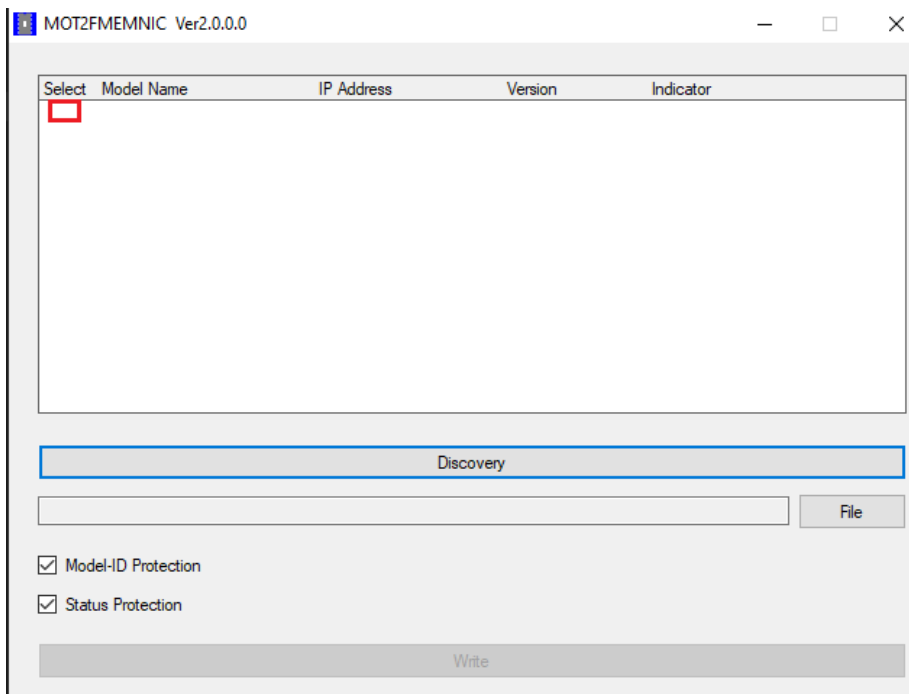 MOT2FMEMNIC Ver2.0.0.0
Select Model Name IP Address Version Indicator
Discovery
File
Model-ID Protection
Status Protection
Write